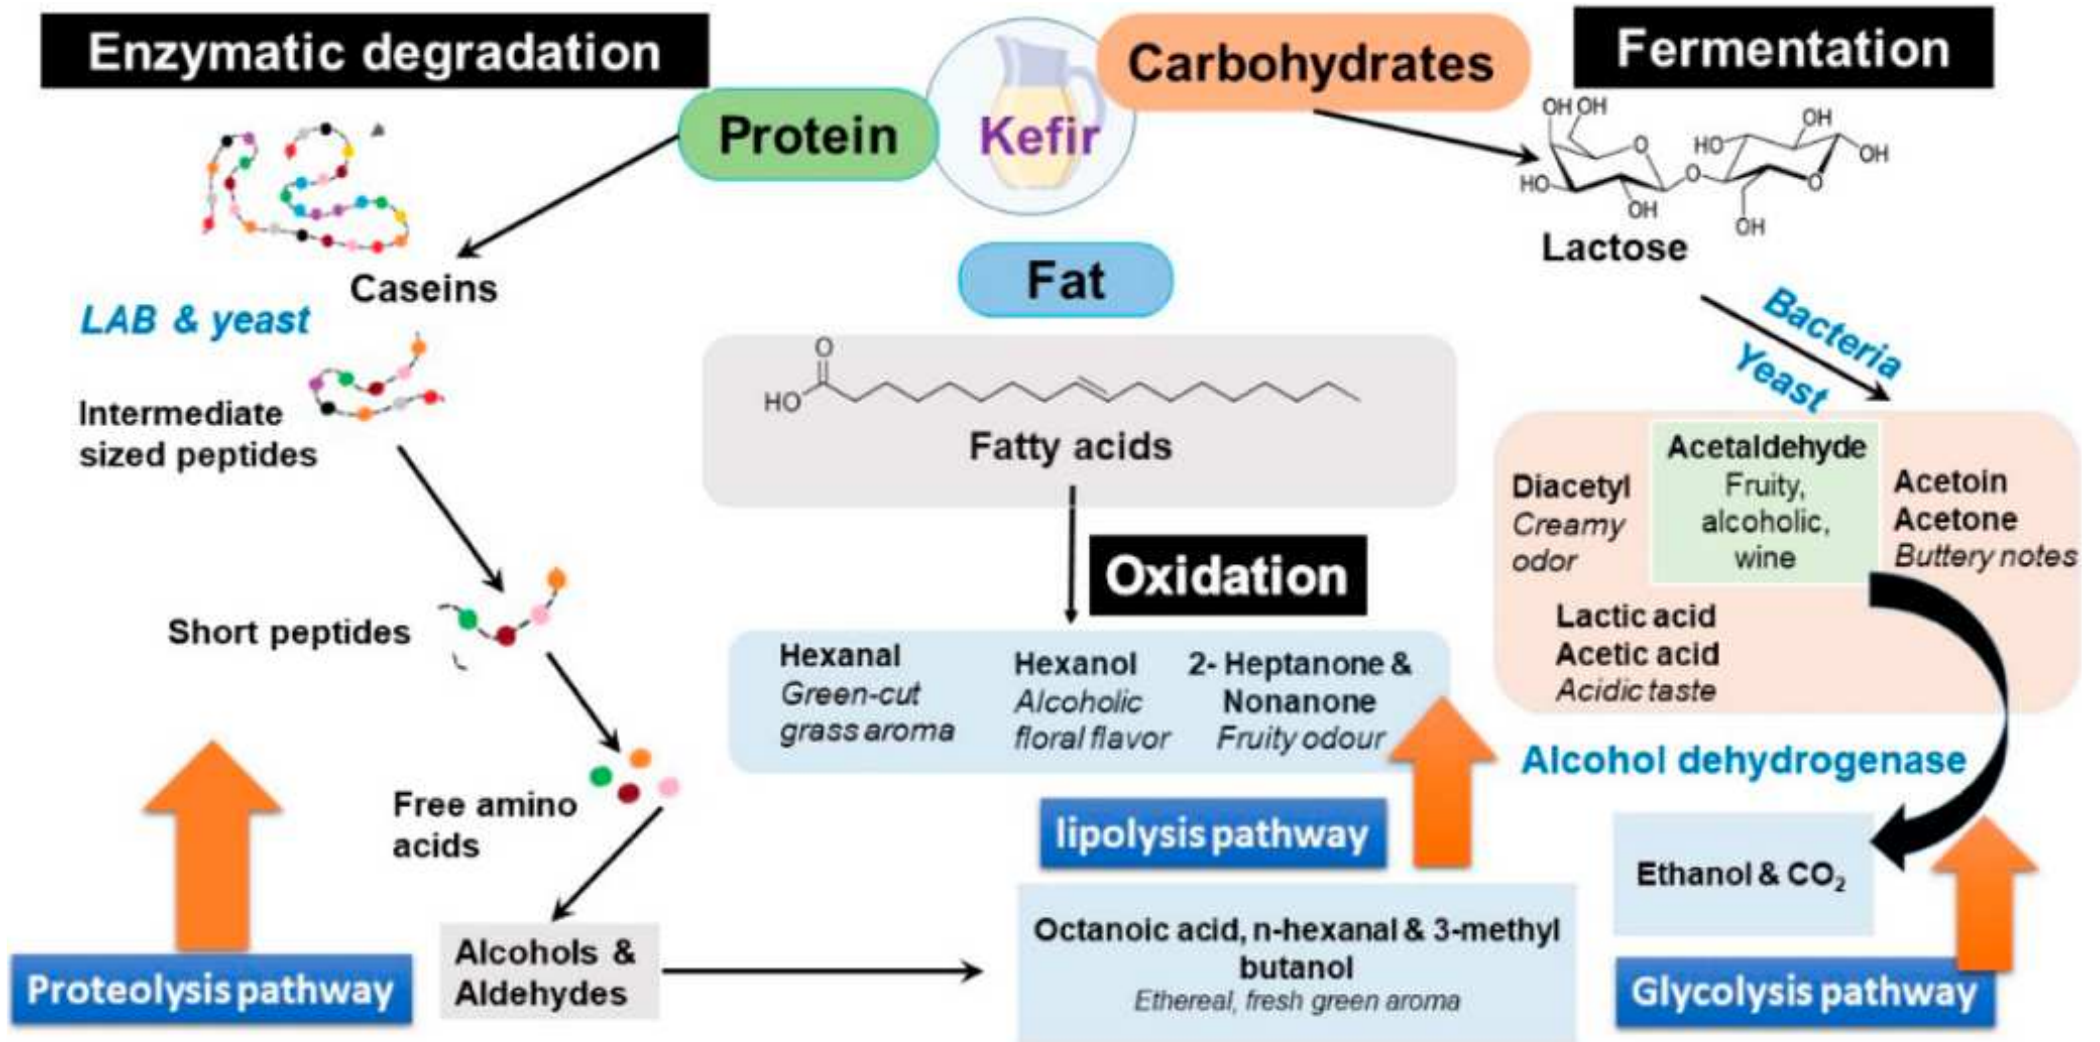 Enzymatic degradation
Protein
Kefir
Carbohydrates
Fermentation
OH OH
O
HO
OH
O
HO
OH
OH
O
OH
Lactose
Caseins
LAB & yeast
Intermediate
sized peptides
Short peptides
Free amino
acids
Alcohols &
Aldehydes
Proteolysis pathway
Fat
O
HO
Fatty acids
Oxidation
Hexanal
Green-cut
grass aroma
Hexanol
Alcoholic
floral flavor
2- Heptanone &
Nonanone
Fruity odour
lipolysis pathway
Octanoic acid, n-hexanal & 3-methyl
butanol
Ethereal, fresh green aroma
Bacteria
Yeast
Diacetyl
Creamy
odor
Acetaldehyde
Fruity,
alcoholic,
wine
Acetoin
Acetone
Buttery notes
Lactic acid
Acetic acid
Acidic taste
Alcohol dehydrogenase
Ethanol & CO₂
Glycolysis pathway